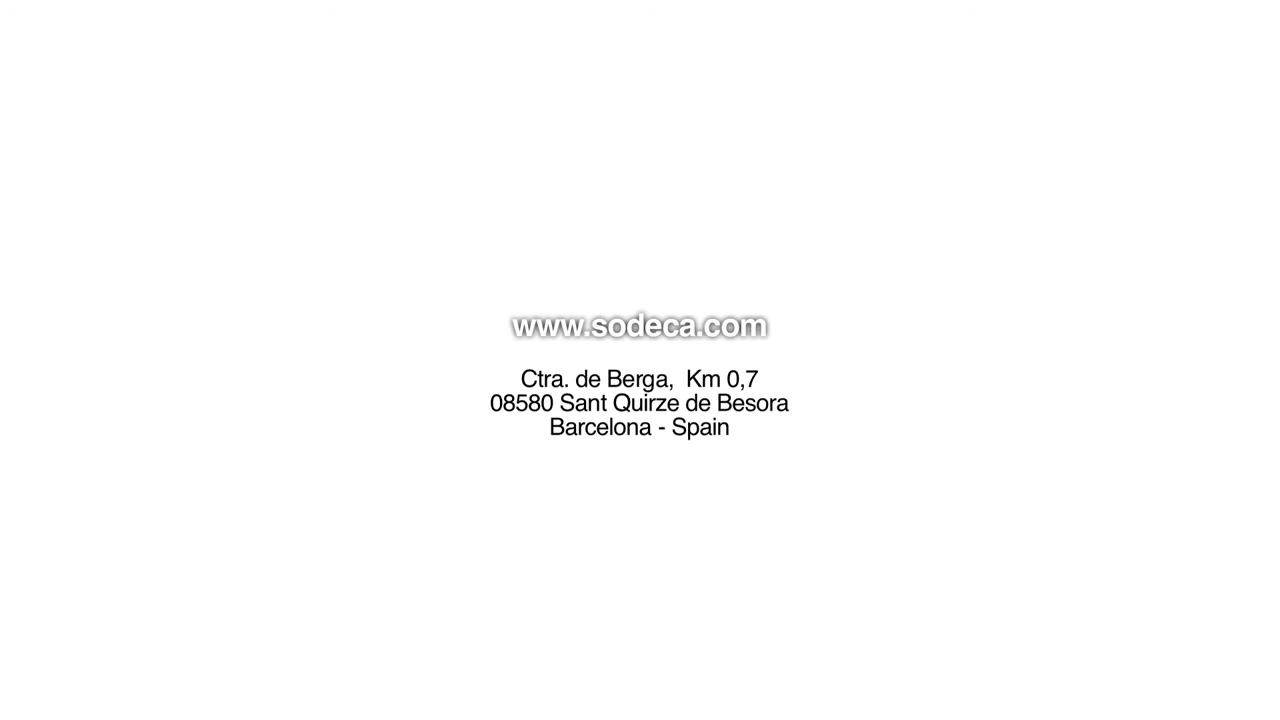 www.sodeca.com
Ctra. de Berga,  Km 0,7
08580 Sant Quirze de Besora
Barcelona - Spain